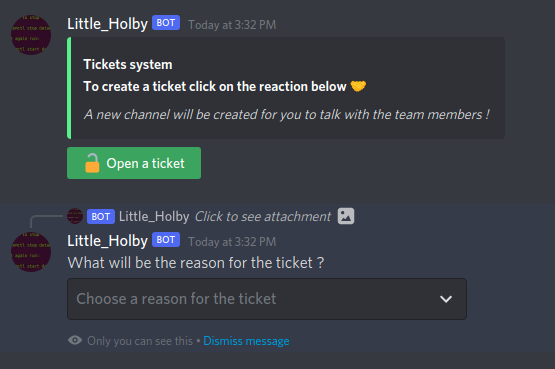 Little_Holby BOT Today at 3:32 PM
Tickets system
To create a ticket click on the reaction below 🤝
A new channel will be created for you to talk with the team members !
🔓 Open a ticket
BOT Little_Holby Click to see attachment
Little_Holby BOT Today at 3:32 PM
What will be the reason for the ticket ?
Choose a reason for the ticket
Only you can see this • Dismiss message